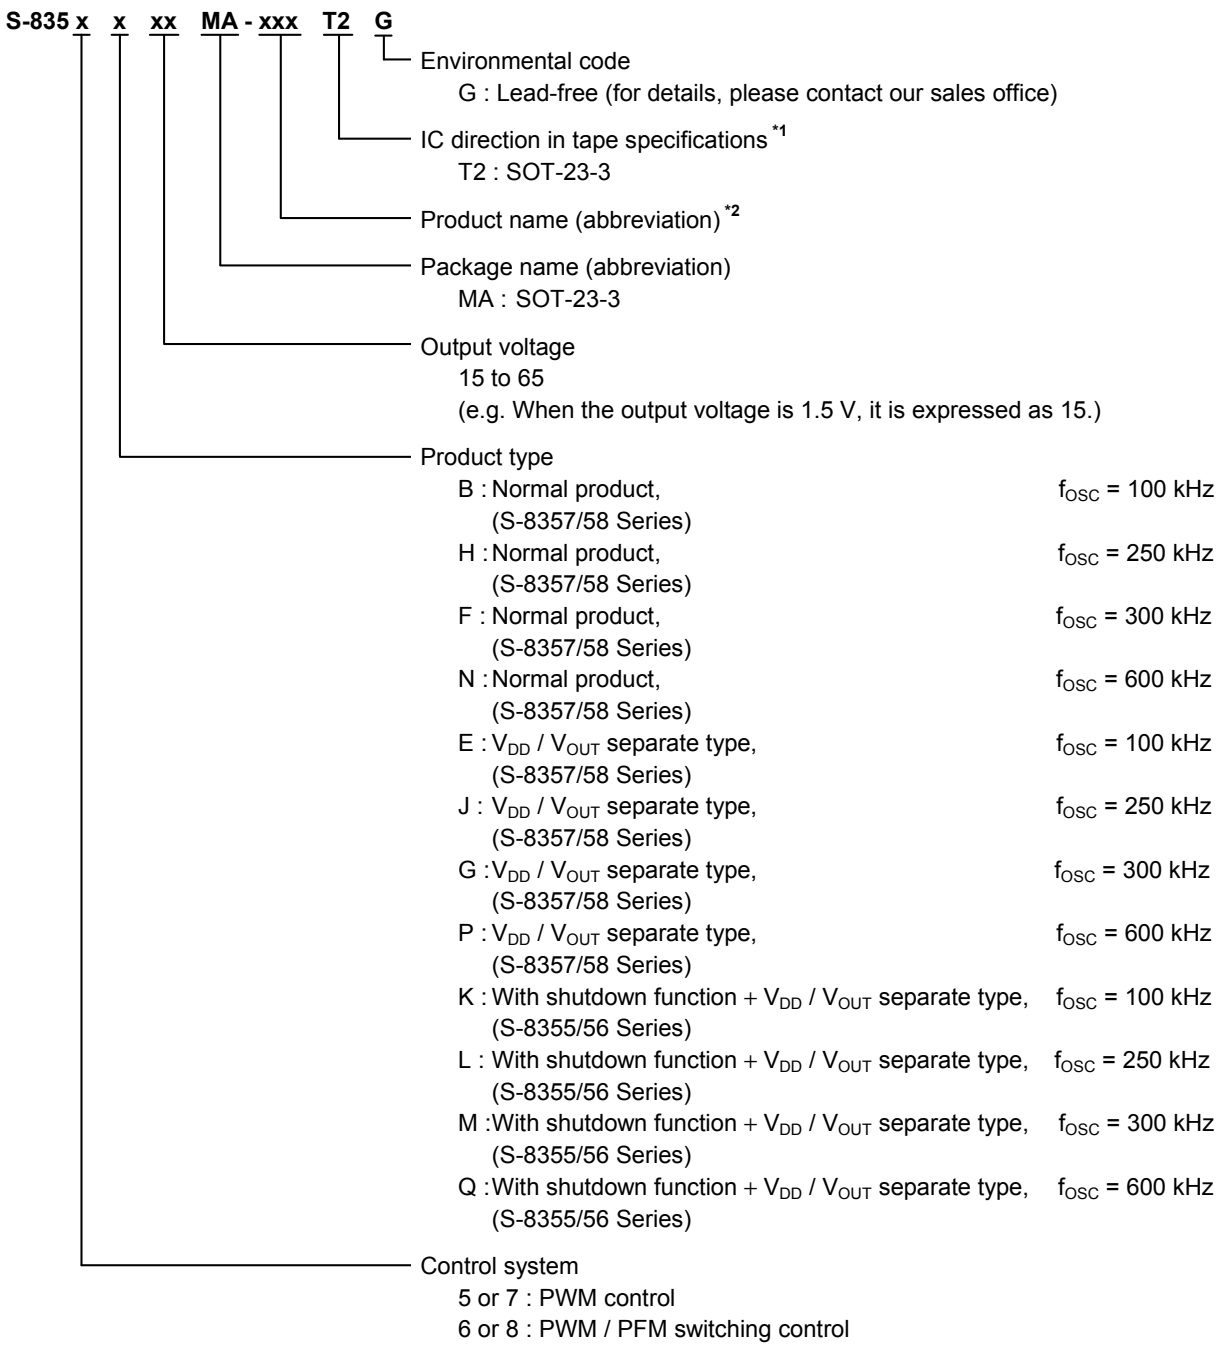 S-835 x x xx MA - xxx T2 G
Environmental code
G : Lead-free (for details, please contact our sales office)
IC direction in tape specifications *1
T2 : SOT-23-3
Product name (abbreviation) *2
Package name (abbreviation)
MA : SOT-23-3
Output voltage
15 to 65
(e.g. When the output voltage is 1.5 V, it is expressed as 15.)
Product type
B : Normal product, fOSC = 100 kHz
(S-8357/58 Series)
H : Normal product, fOSC = 250 kHz
(S-8357/58 Series)
F : Normal product, fOSC = 300 kHz
(S-8357/58 Series)
N : Normal product, fOSC = 600 kHz
(S-8357/58 Series)
E : VDD / VOUT separate type, fOSC = 100 kHz
(S-8357/58 Series)
J : VDD / VOUT separate type, fOSC = 250 kHz
(S-8357/58 Series)
G : VDD / VOUT separate type, fOSC = 300 kHz
(S-8357/58 Series)
P : VDD / VOUT separate type, fOSC = 600 kHz
(S-8357/58 Series)
K : With shutdown function + VDD / VOUT separate type, fOSC = 100 kHz
(S-8355/56 Series)
L : With shutdown function + VDD / VOUT separate type, fOSC = 250 kHz
(S-8355/56 Series)
M : With shutdown function + VDD / VOUT separate type, fOSC = 300 kHz
(S-8355/56 Series)
Q : With shutdown function + VDD / VOUT separate type, fOSC = 600 kHz
(S-8355/56 Series)
Control system
5 or 7 : PWM control
6 or 8 : PWM / PFM switching control